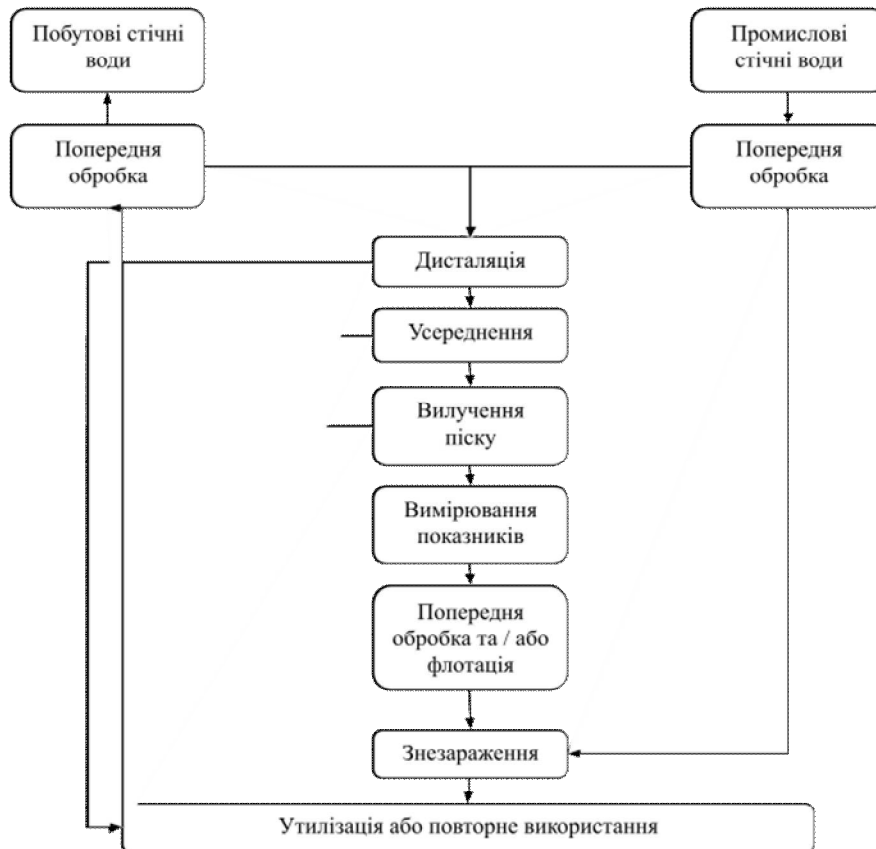 Побутові стічні
води
Промислові
стічні води
Попередня
обробка
Попередня
обробка
Дисталяція
Усереднення
Вилучення
піску
Вимірювання
показників
Попередня
обробка та / або
флотація
Знезараження
Утилізація або повторне використання